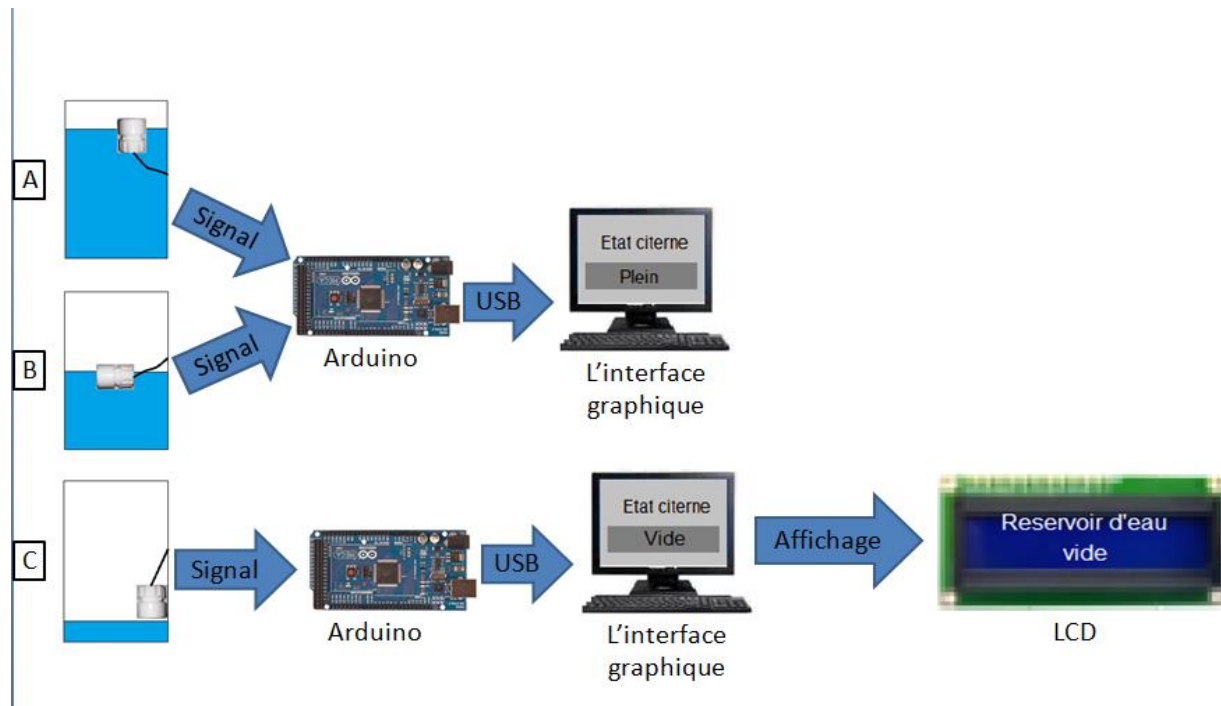 A
Signal
B
Signal
Arduino
USB
Etat citerne
Plein
L’interface
graphique
C
Signal
Arduino
USB
Etat citerne
Vide
L’interface
graphique
Affichage
Reservoir d'eau
vide
LCD